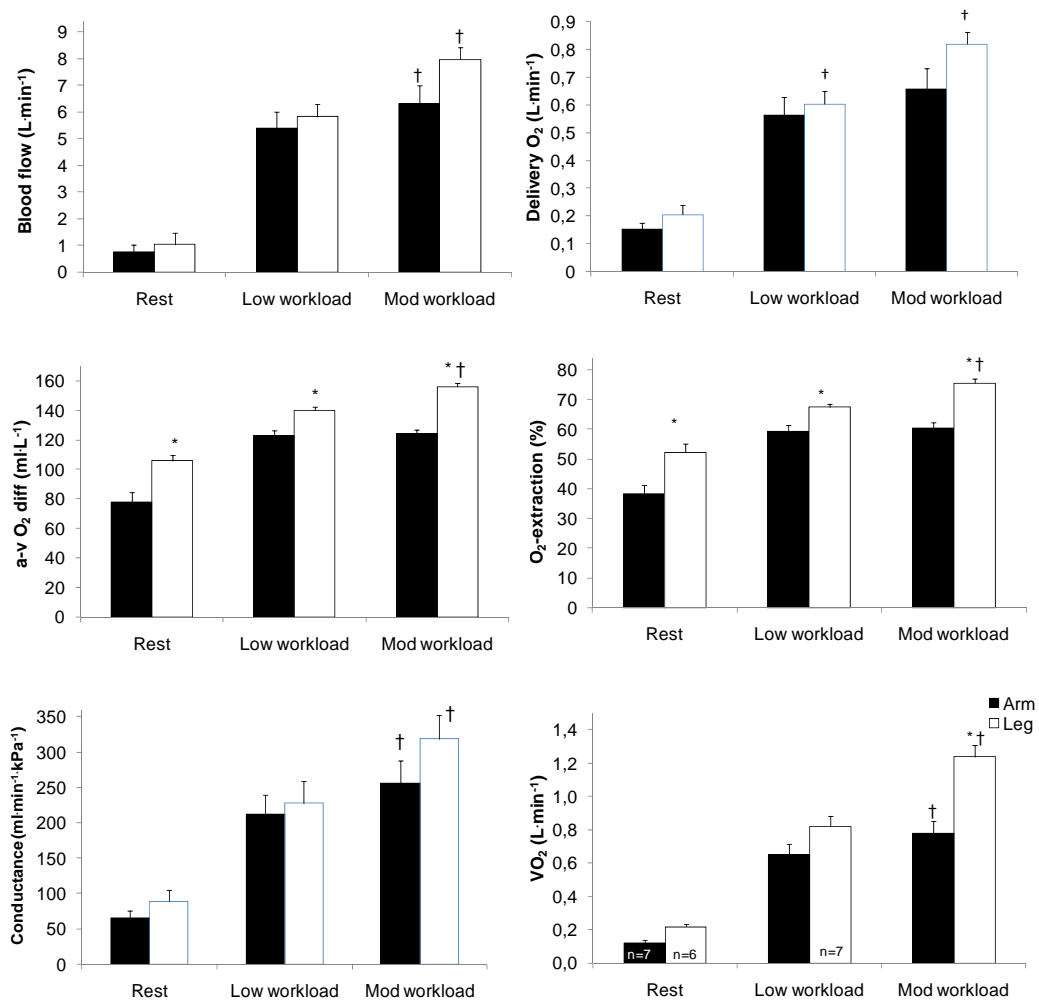 Blood flow (L·min⁻¹)
9
8
7
6
5
4
3
2
1
0
†
†
Rest
Low workload
Mod workload
Delivery O₂ (L·min⁻¹)
0,9
0,8
0,7
0,6
0,5
0,4
0,3
0,2
0,1
0
†
†
Rest
Low workload
Mod workload
a-v O₂ diff (ml·L⁻¹)
160
140
120
100
80
60
40
20
0
*
*
* †
Rest
Low workload
Mod workload
O₂-extraction (%)
80
70
60
50
40
30
20
10
0
*
*
* †
Rest
Low workload
Mod workload
Conductance (ml·min⁻¹·kPa⁻¹)
350
300
250
200
150
100
50
0
†
†
Rest
Low workload
Mod workload
VO₂ (L·min⁻¹)
1,4
1,2
1,0
0,8
0,6
0,4
0,2
0,0
Arm
Leg
†
* †
n=7
n=6
n=7
Rest
Low workload
Mod workload